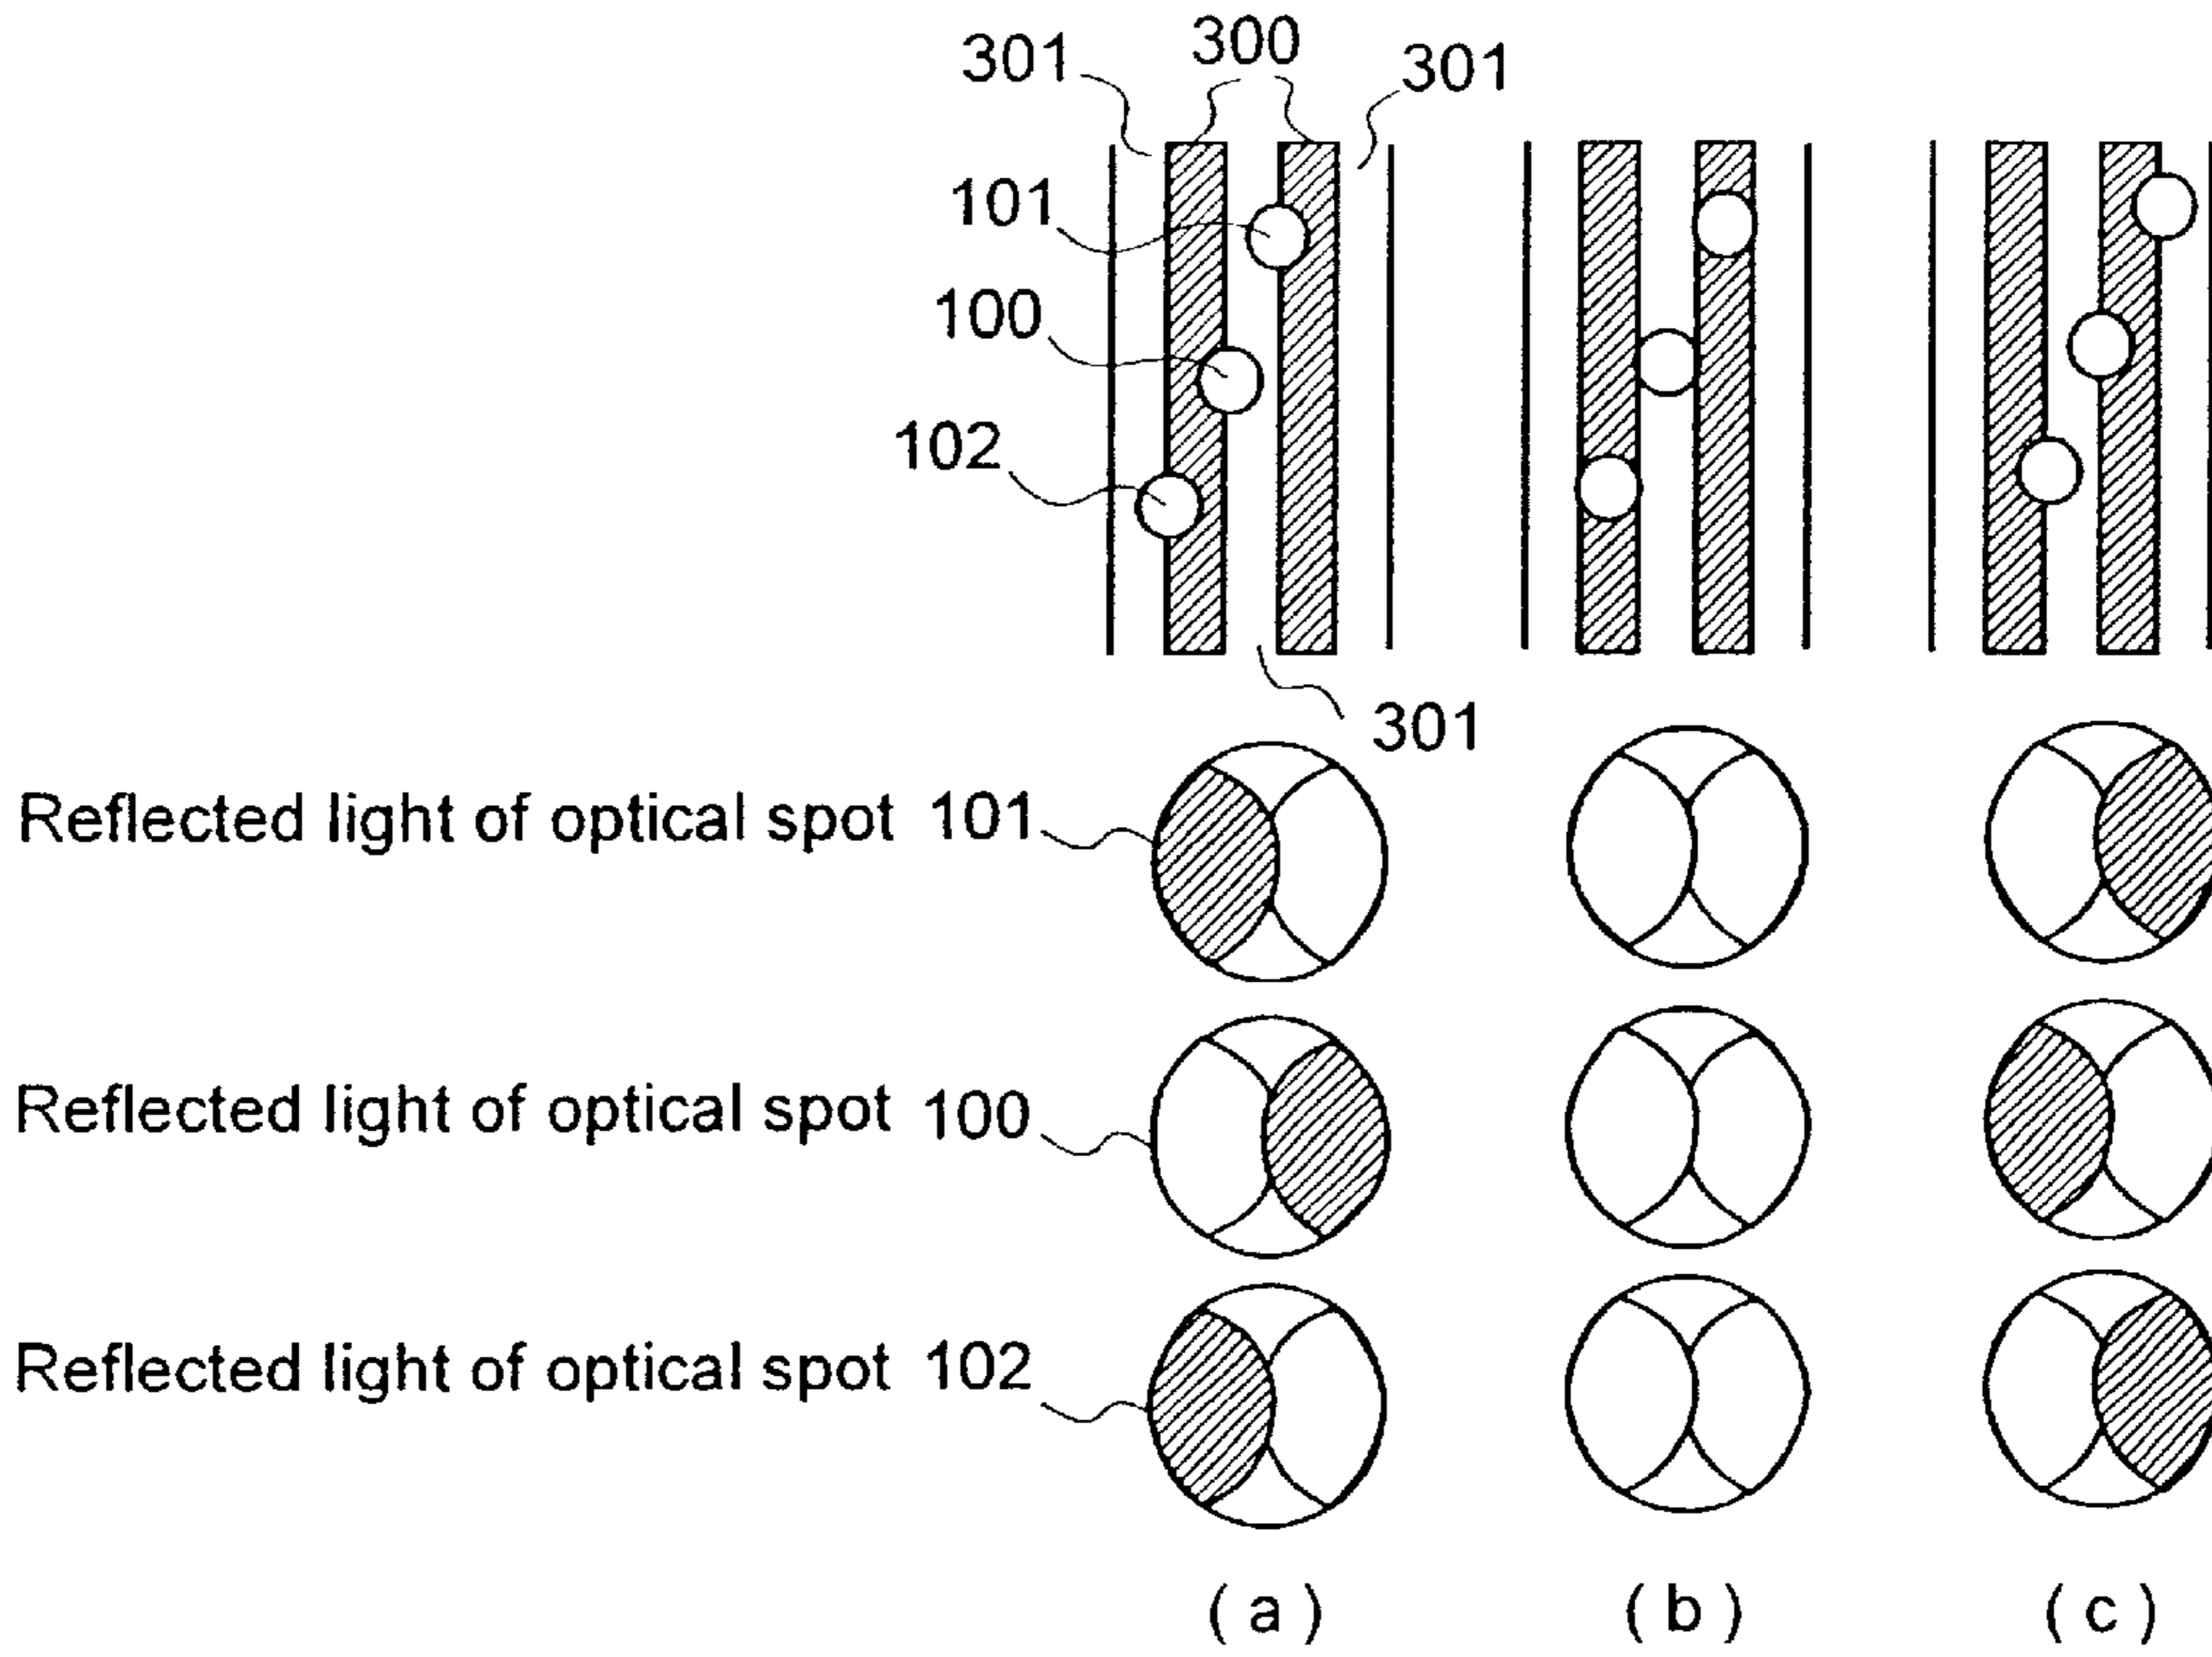 301 300 301
101
100
102
301
Reflected light of optical spot 101
Reflected light of optical spot 100
Reflected light of optical spot 102
( a ) ( b ) ( c )